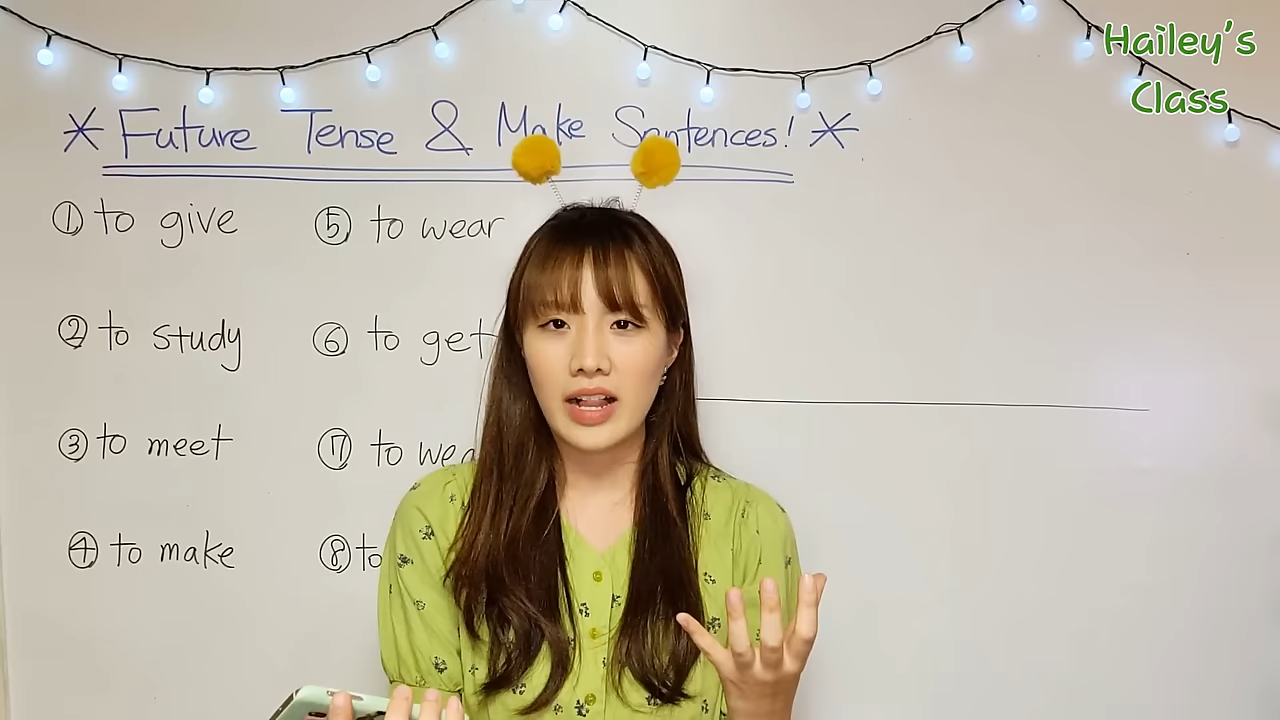 Hailey's
Class
* Future Tense & Make Sentences! *
① to give
② to study
③ to meet
④ to make
⑤ to wear
⑥ to get
⑦ to
⑧ to